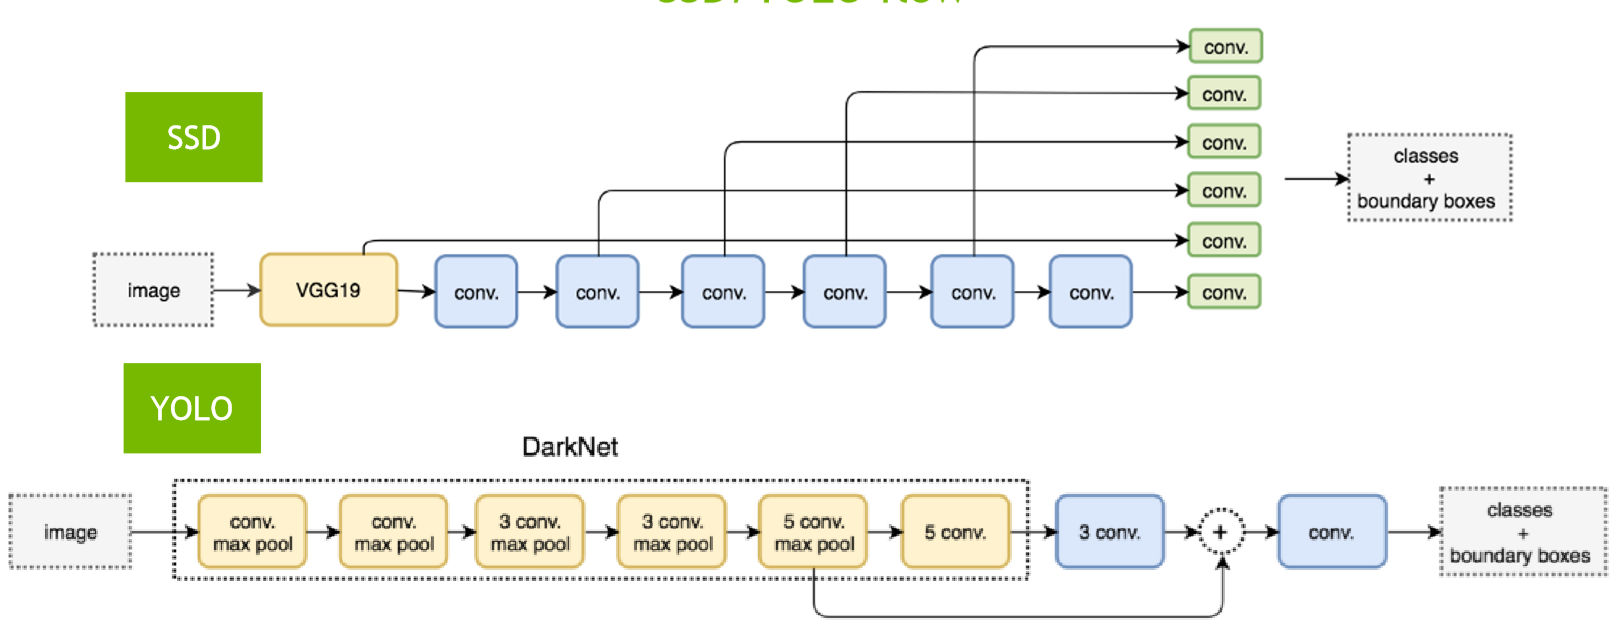 SSD
conv.
conv.
conv.
conv.
conv.
classes
+
boundary boxes
image
VGG19
conv.
conv.
conv.
conv.
conv.
conv.
conv.
YOLO
DarkNet
image
conv.
max pool
conv.
max pool
3 conv.
max pool
3 conv.
max pool
5 conv.
max pool
5 conv.
3 conv.
+
conv.
classes
+
boundary boxes